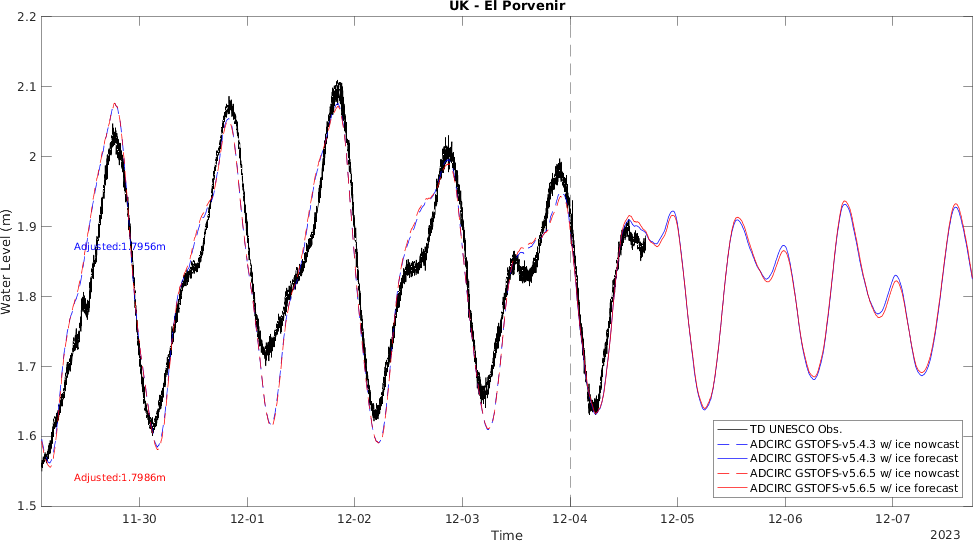 UK - El Porvenir
2.2
2.1
2
1.9
1.8
1.7
1.6
1.5
Water Level (m)
Adjusted:1.7956m
Adjusted:1.7986m
TD UNESCO Obs.
ADCIRC GSTOFS-v5.4.3 w/ ice nowcast
ADCIRC GSTOFS-v5.4.3 w/ ice forecast
ADCIRC GSTOFS-v5.6.5 w/ ice nowcast
ADCIRC GSTOFS-v5.6.5 w/ ice forecast
11-30 12-01 12-02 12-03 12-04 12-05 12-06 12-07
Time
2023